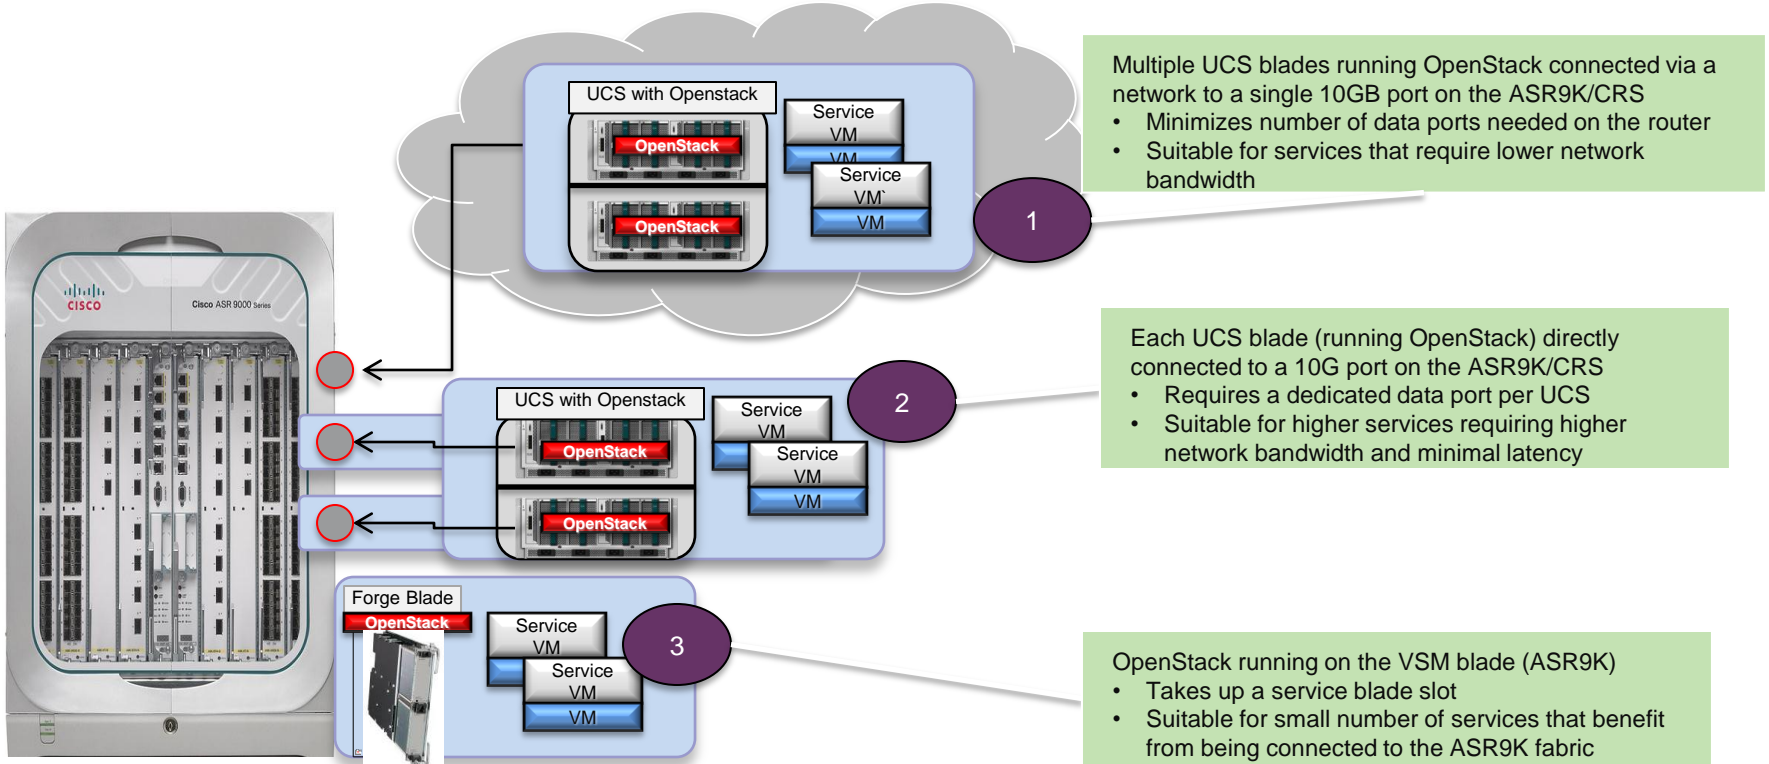 UCS with Openstack
OpenStack
OpenStack
Service
VM
VM
Service
VM`
VM
1
Multiple UCS blades running OpenStack connected via a
network to a single 10GB port on the ASR9K/CRS
• Minimizes number of data ports needed on the router
• Suitable for services that require lower network
bandwidth
CISCO
Cisco ASR 9000 Series
UCS with Openstack
OpenStack
OpenStack
Service
VM
Service
VM
VM
2
Each UCS blade (running OpenStack) directly
connected to a 10G port on the ASR9K/CRS
• Requires a dedicated data port per UCS
• Suitable for higher services requiring higher
network bandwidth and minimal latency
Forge Blade
OpenStack
Service
VM
Service
VM
VM
3
OpenStack running on the VSM blade (ASR9K)
• Takes up a service blade slot
• Suitable for small number of services that benefit
from being connected to the ASR9K fabric